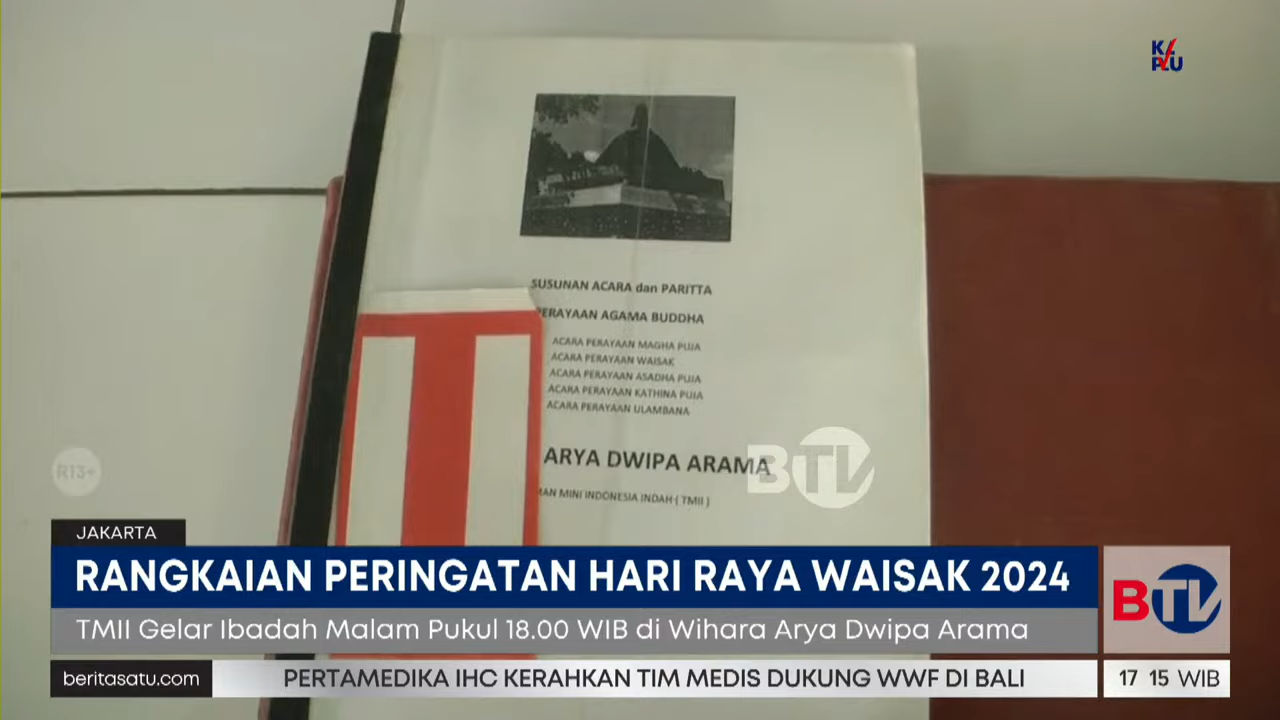 SUSUNAN ACARA dan PARITTA
PERAYAAN AGAMA BUDDHA
ACARA PERAYAAN MAGHA PUJA
ACARA PERAYAAN WAISAK
ACARA PERAYAAN ASADHA PUJA
ACARA PERAYAAN KATHINA PUJA
ACARA PERAYAAN ULAMBANA
ARYA DWIPA ARAMA
MINI INDONESIA INDAH ( TMII )
BTV
R13+
JAKARTA
RANGKAIAN PERINGATAN HARI RAYA WAISAK 2024
TMII Gelar Ibadah Malam Pukul 18.00 WIB di Wihara Arya Dwipa Arama
BTV
beritasatu.com
PERTAMEDIKA IHC KERAHKAN TIM MEDIS DUKUNG WWF DI BALI
17 15 WIB